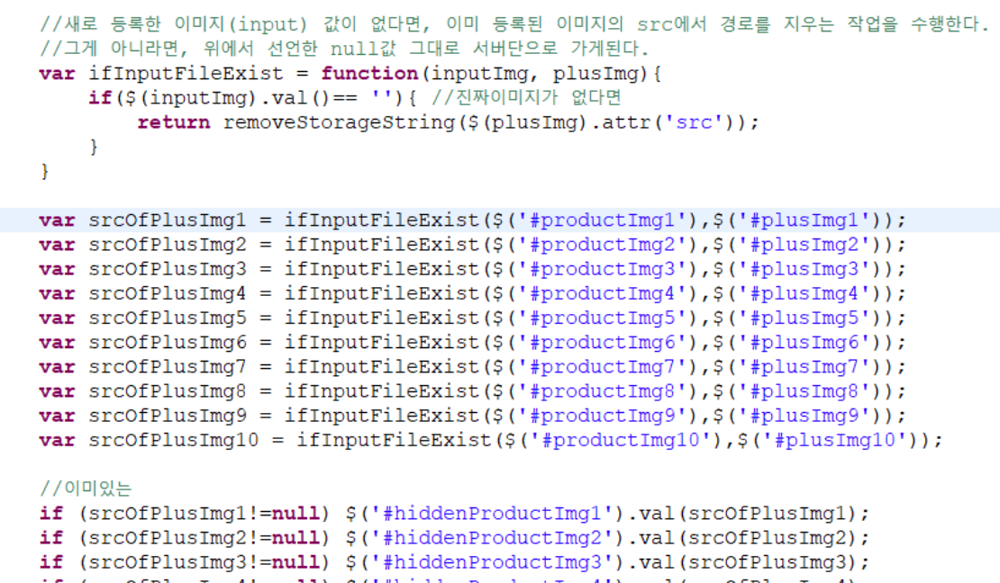 //새로 등록한 이미지(input) 값이 없다면, 이미 등록된 이미지의 src에서 경로를 지우는 작업을 수행한다.
//그게 아니라면, 위에서 선언한 null값 그대로 서버단으로 가게된다.
var ifInputFileExist = function(inputImg, plusImg){
if($(inputImg).val()== ''){ //진짜이미지가 없다면
return removeStorageString($(plusImg).attr('src'));
}
}
var srcOfPlusImg1 = ifInputFileExist($('#productImg1'),$('#plusImg1'));
var srcOfPlusImg2 = ifInputFileExist($('#productImg2'),$('#plusImg2'));
var srcOfPlusImg3 = ifInputFileExist($('#productImg3'),$('#plusImg3'));
var srcOfPlusImg4 = ifInputFileExist($('#productImg4'),$('#plusImg4'));
var srcOfPlusImg5 = ifInputFileExist($('#productImg5'),$('#plusImg5'));
var srcOfPlusImg6 = ifInputFileExist($('#productImg6'),$('#plusImg6'));
var srcOfPlusImg7 = ifInputFileExist($('#productImg7'),$('#plusImg7'));
var srcOfPlusImg8 = ifInputFileExist($('#productImg8'),$('#plusImg8'));
var srcOfPlusImg9 = ifInputFileExist($('#productImg9'),$('#plusImg9'));
var srcOfPlusImg10 = ifInputFileExist($('#productImg10'),$('#plusImg10'));
//이미있는
if (srcOfPlusImg1!=null) $('#hiddenProductImg1').val(srcOfPlusImg1);
if (srcOfPlusImg2!=null) $('#hiddenProductImg2').val(srcOfPlusImg2);
if (srcOfPlusImg3!=null) $('#hiddenProductImg3').val(srcOfPlusImg3);